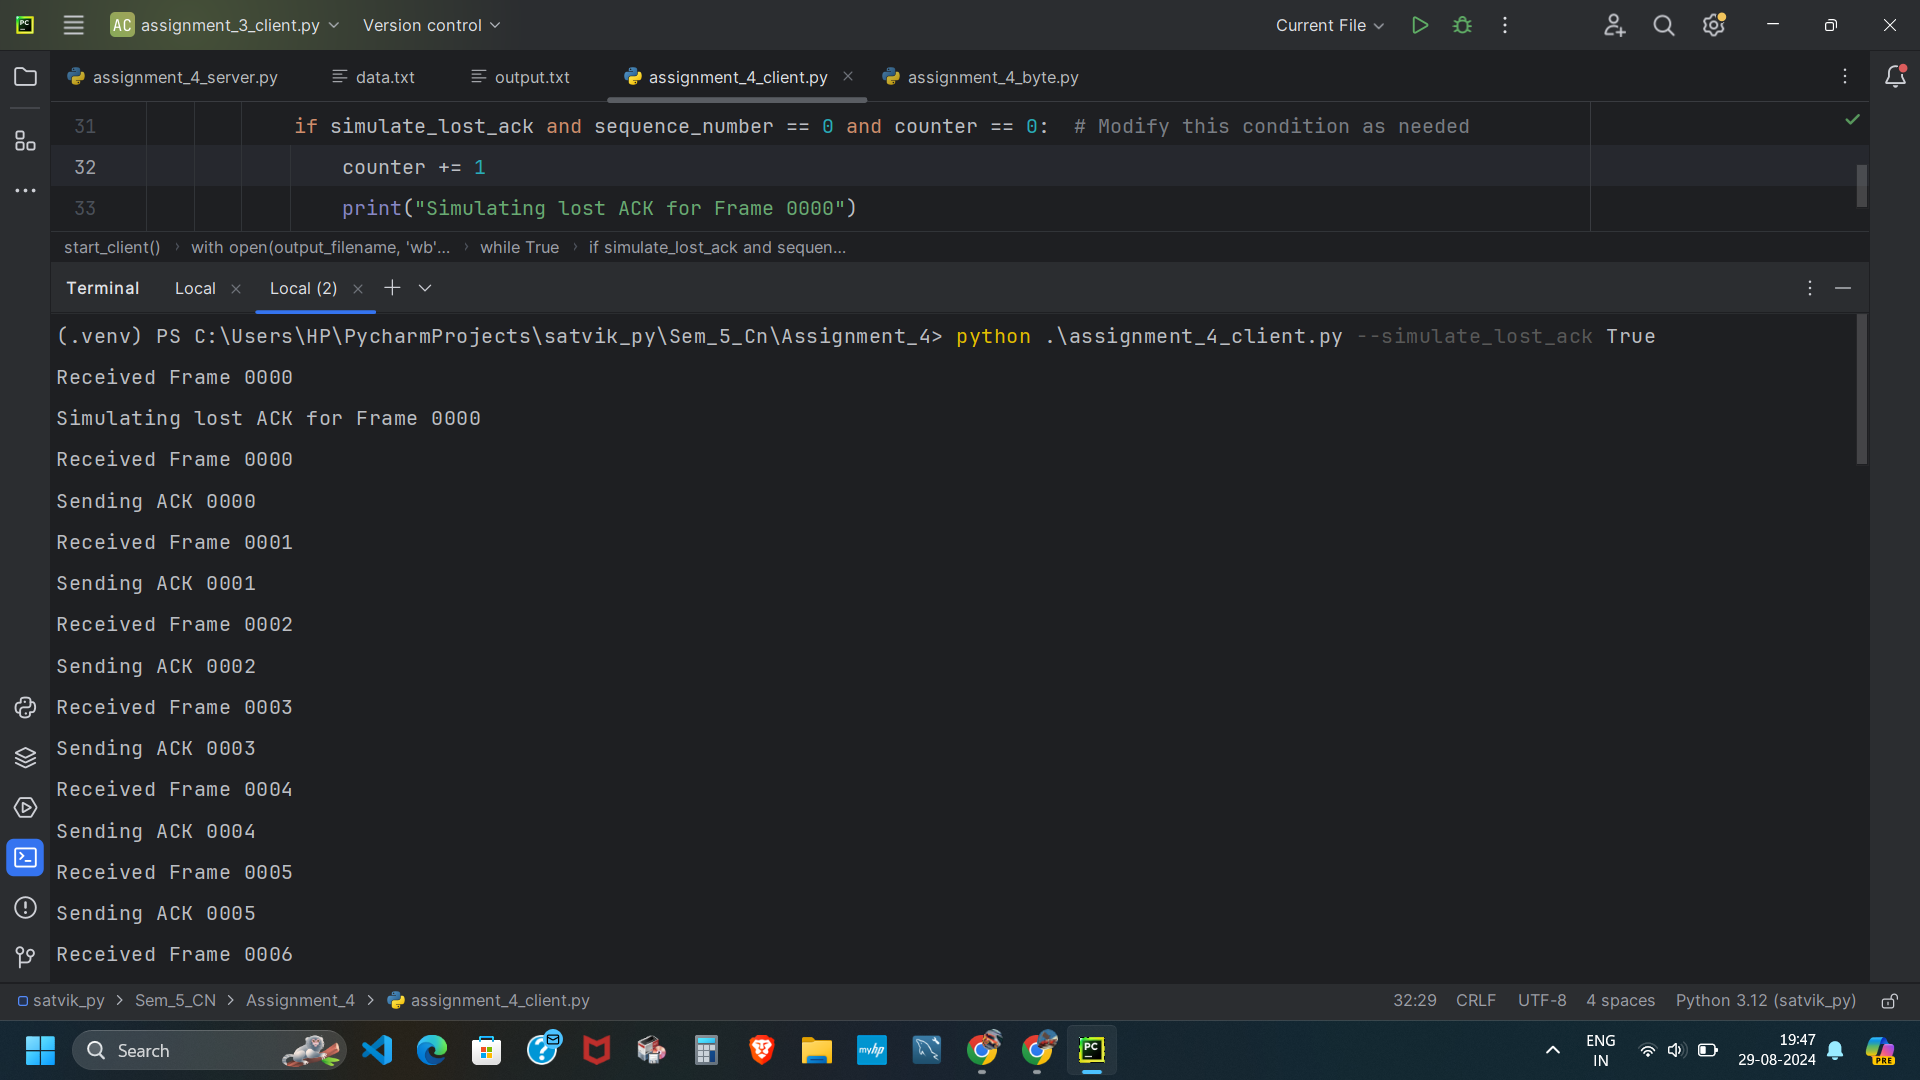 AC assignment_3_client.py Version control Current File
assignment_4_server.py data.txt output.txt assignment_4_client.py assignment_4_byte.py
31 if simulate_lost_ack and sequence_number == 0 and counter == 0: # Modify this condition as needed
32 counter += 1
33 print("Simulating lost ACK for Frame 0000")
start_client() › with open(output_filename, 'wb'... › while True › if simulate_lost_ack and sequen...
Terminal Local Local (2)
(.venv) PS C:\Users\HP\PycharmProjects\satvik_py\Sem_5_Cn\Assignment_4> python .\assignment_4_client.py --simulate_lost_ack True
Received Frame 0000
Simulating lost ACK for Frame 0000
Received Frame 0000
Sending ACK 0000
Received Frame 0001
Sending ACK 0001
Received Frame 0002
Sending ACK 0002
Received Frame 0003
Sending ACK 0003
Received Frame 0004
Sending ACK 0004
Received Frame 0005
Sending ACK 0005
Received Frame 0006
satvik_py > Sem_5_CN > Assignment_4 > assignment_4_client.py 32:29 CRLF UTF-8 4 spaces Python 3.12 (satvik_py)
Search
ENG
IN
19:47
29-08-2024